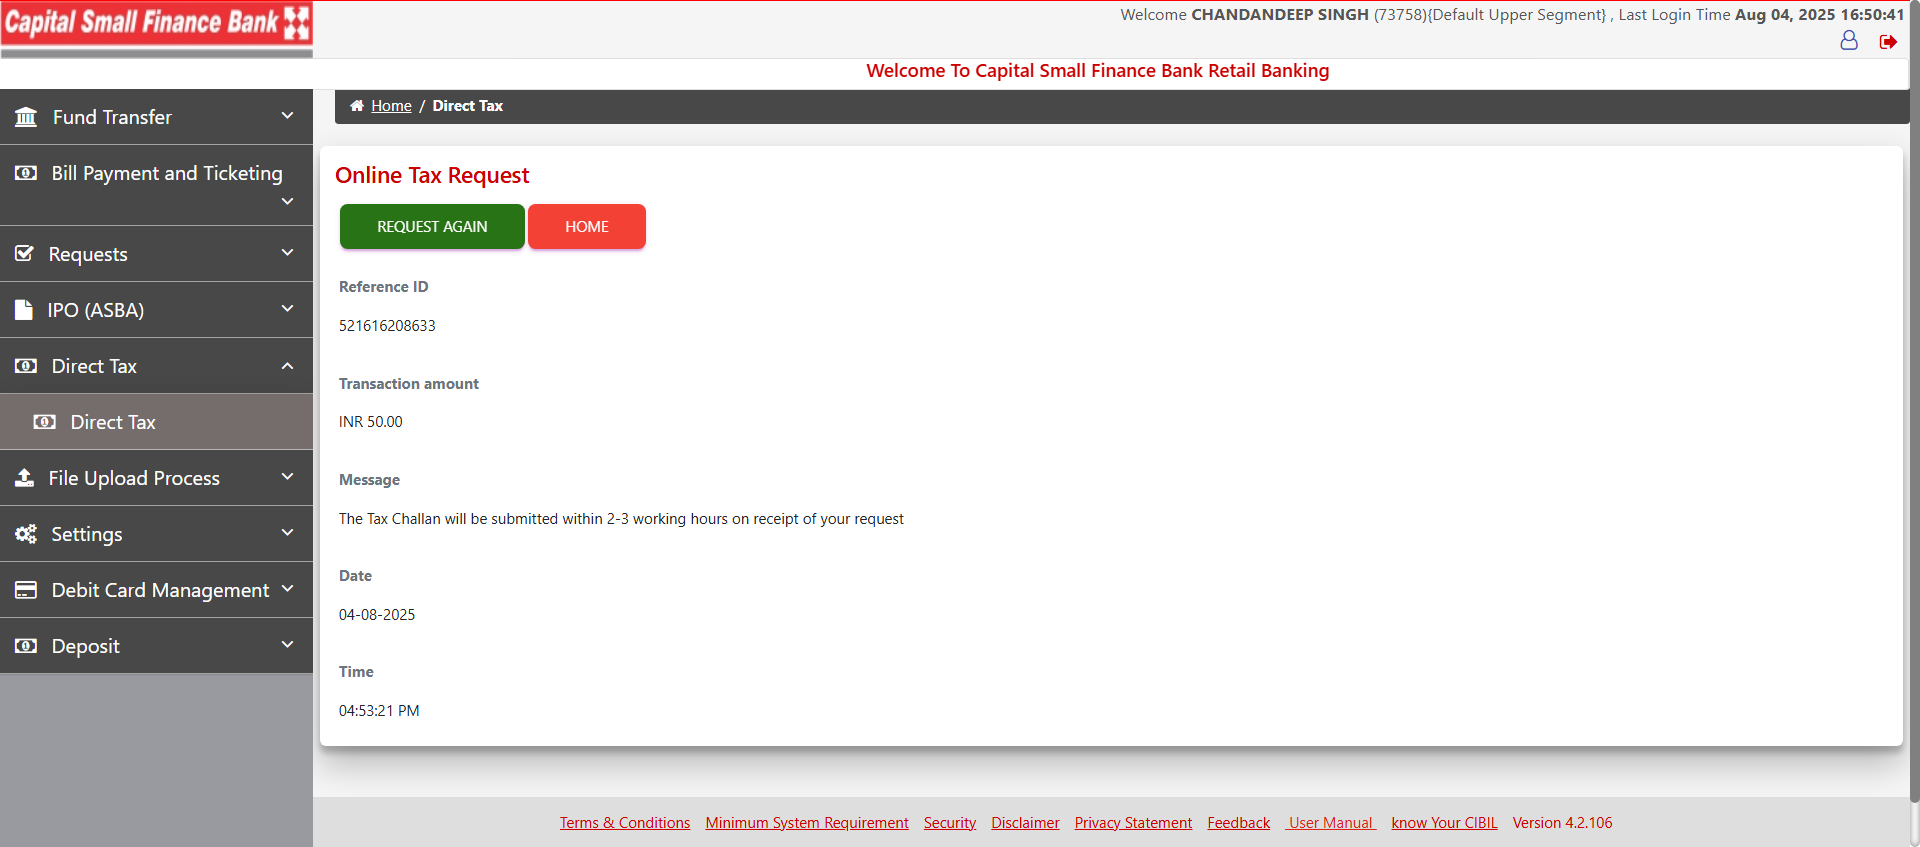 Capital Small Finance Bank
Welcome CHANDANDEEP SINGH (73758){Default Upper Segment} , Last Login Time Aug 04, 2025 16:50:41
Welcome To Capital Small Finance Bank Retail Banking
Fund Transfer
Bill Payment and Ticketing
Requests
IPO (ASBA)
Direct Tax
Direct Tax
File Upload Process
Settings
Debit Card Management
Deposit
Home / Direct Tax
Online Tax Request
REQUEST AGAIN HOME
Reference ID
521616208633
Transaction amount
INR 50.00
Message
The Tax Challan will be submitted within 2-3 working hours on receipt of your request
Date
04-08-2025
Time
04:53:21 PM
Terms & Conditions Minimum System Requirement Security Disclaimer Privacy Statement Feedback User Manual know Your CIBIL Version 4.2.106